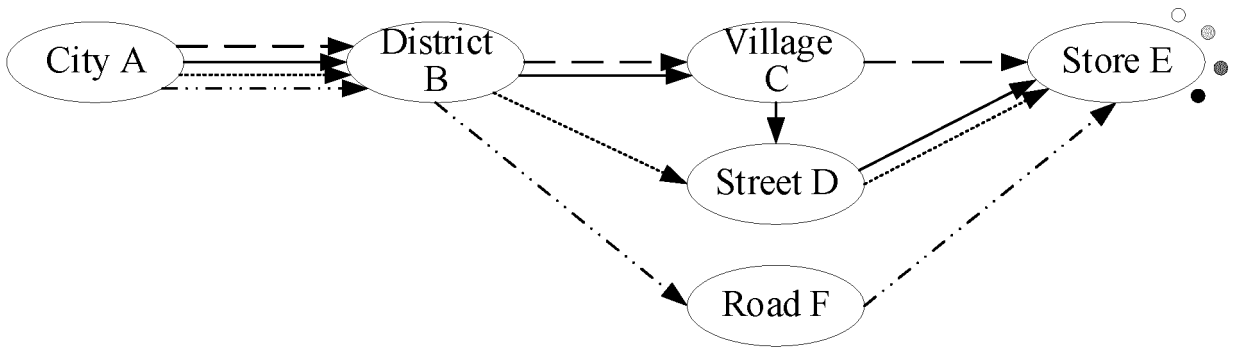 City A
District
B
Village
C
Store E
Street D
Road F